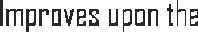 Improves upon the